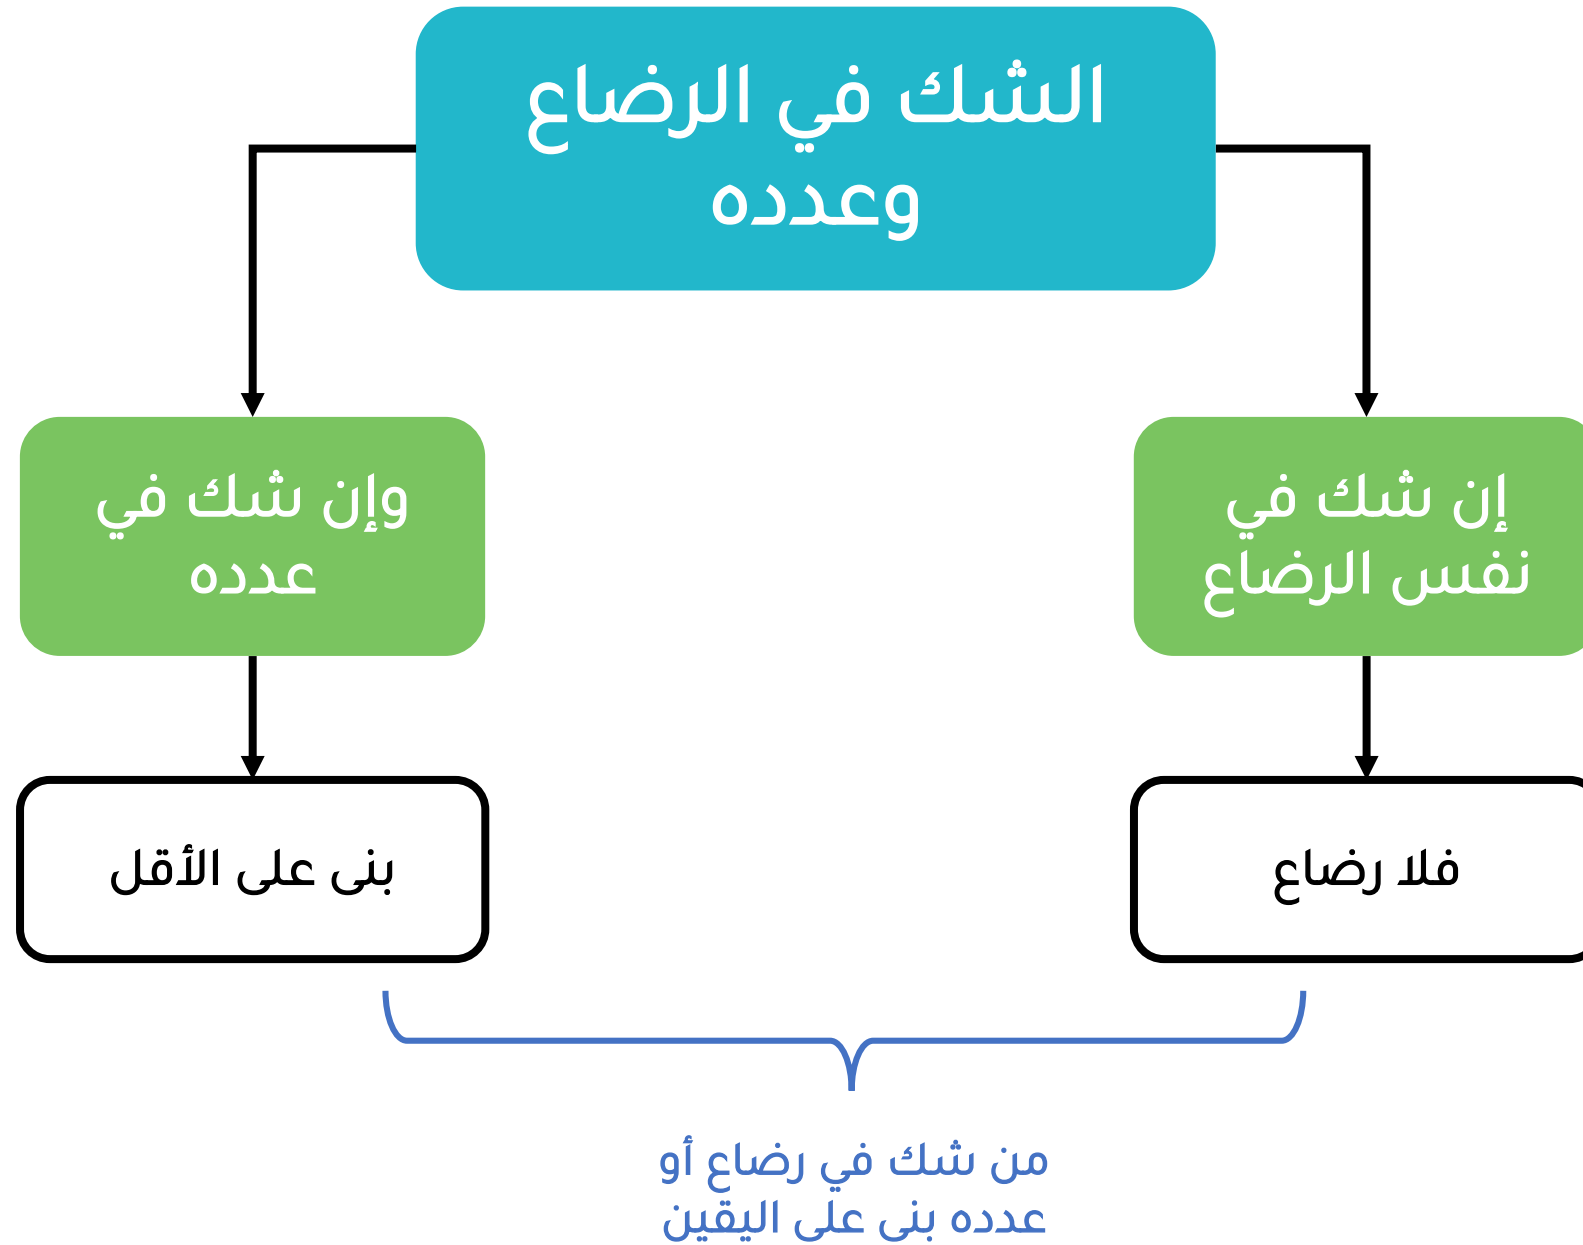 الشك في الرضاع
وعدده
إن شك في
نفس الرضاع
وإن شك في
عدده
فلا رضاع
بنى على الأقل
من شك في رضاع أو
عدده بنى على اليقين